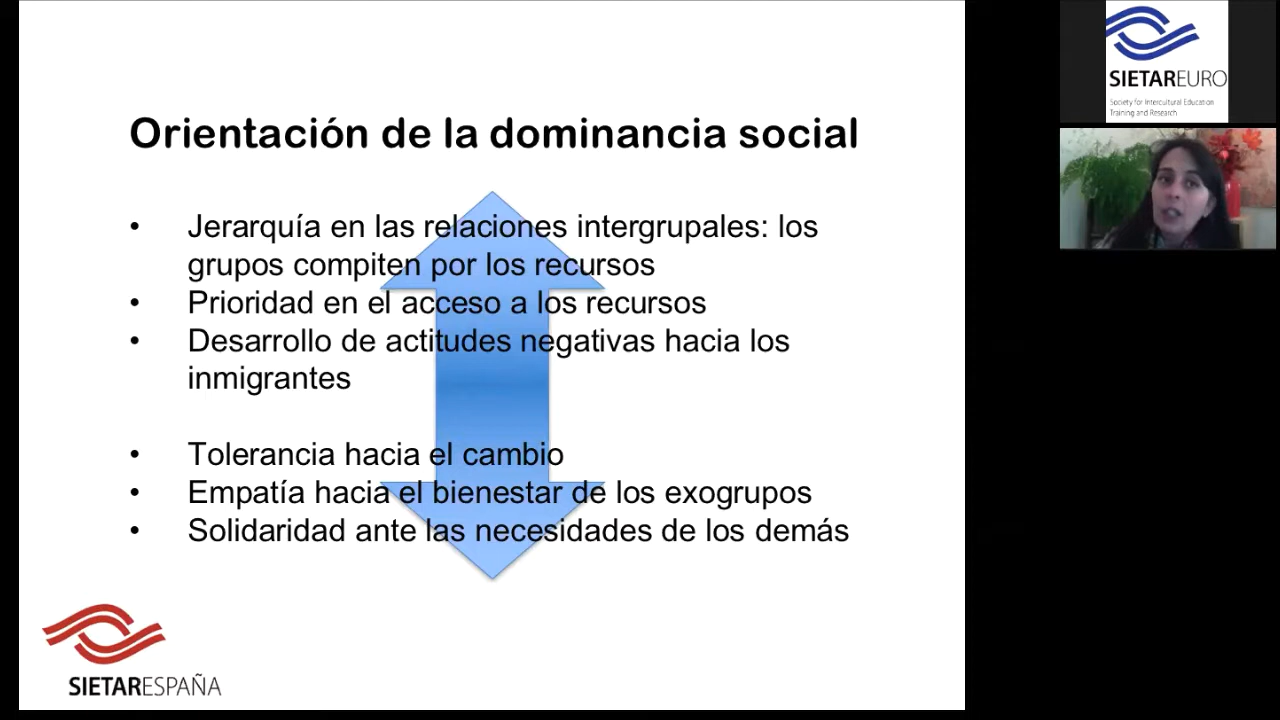 Orientación de la dominancia social
• Jerarquía en las relaciones intergrupales: los
grupos compiten por los recursos
• Prioridad en el acceso a los recursos
• Desarrollo de actitudes negativas hacia los
inmigrantes
• Tolerancia hacia el cambio
• Empatía hacia el bienestar de los exogrupos
• Solidaridad ante las necesidades de los demás
SIETARESPAÑA
SIETAREURO
Society for Intercultural Education
Training and Research